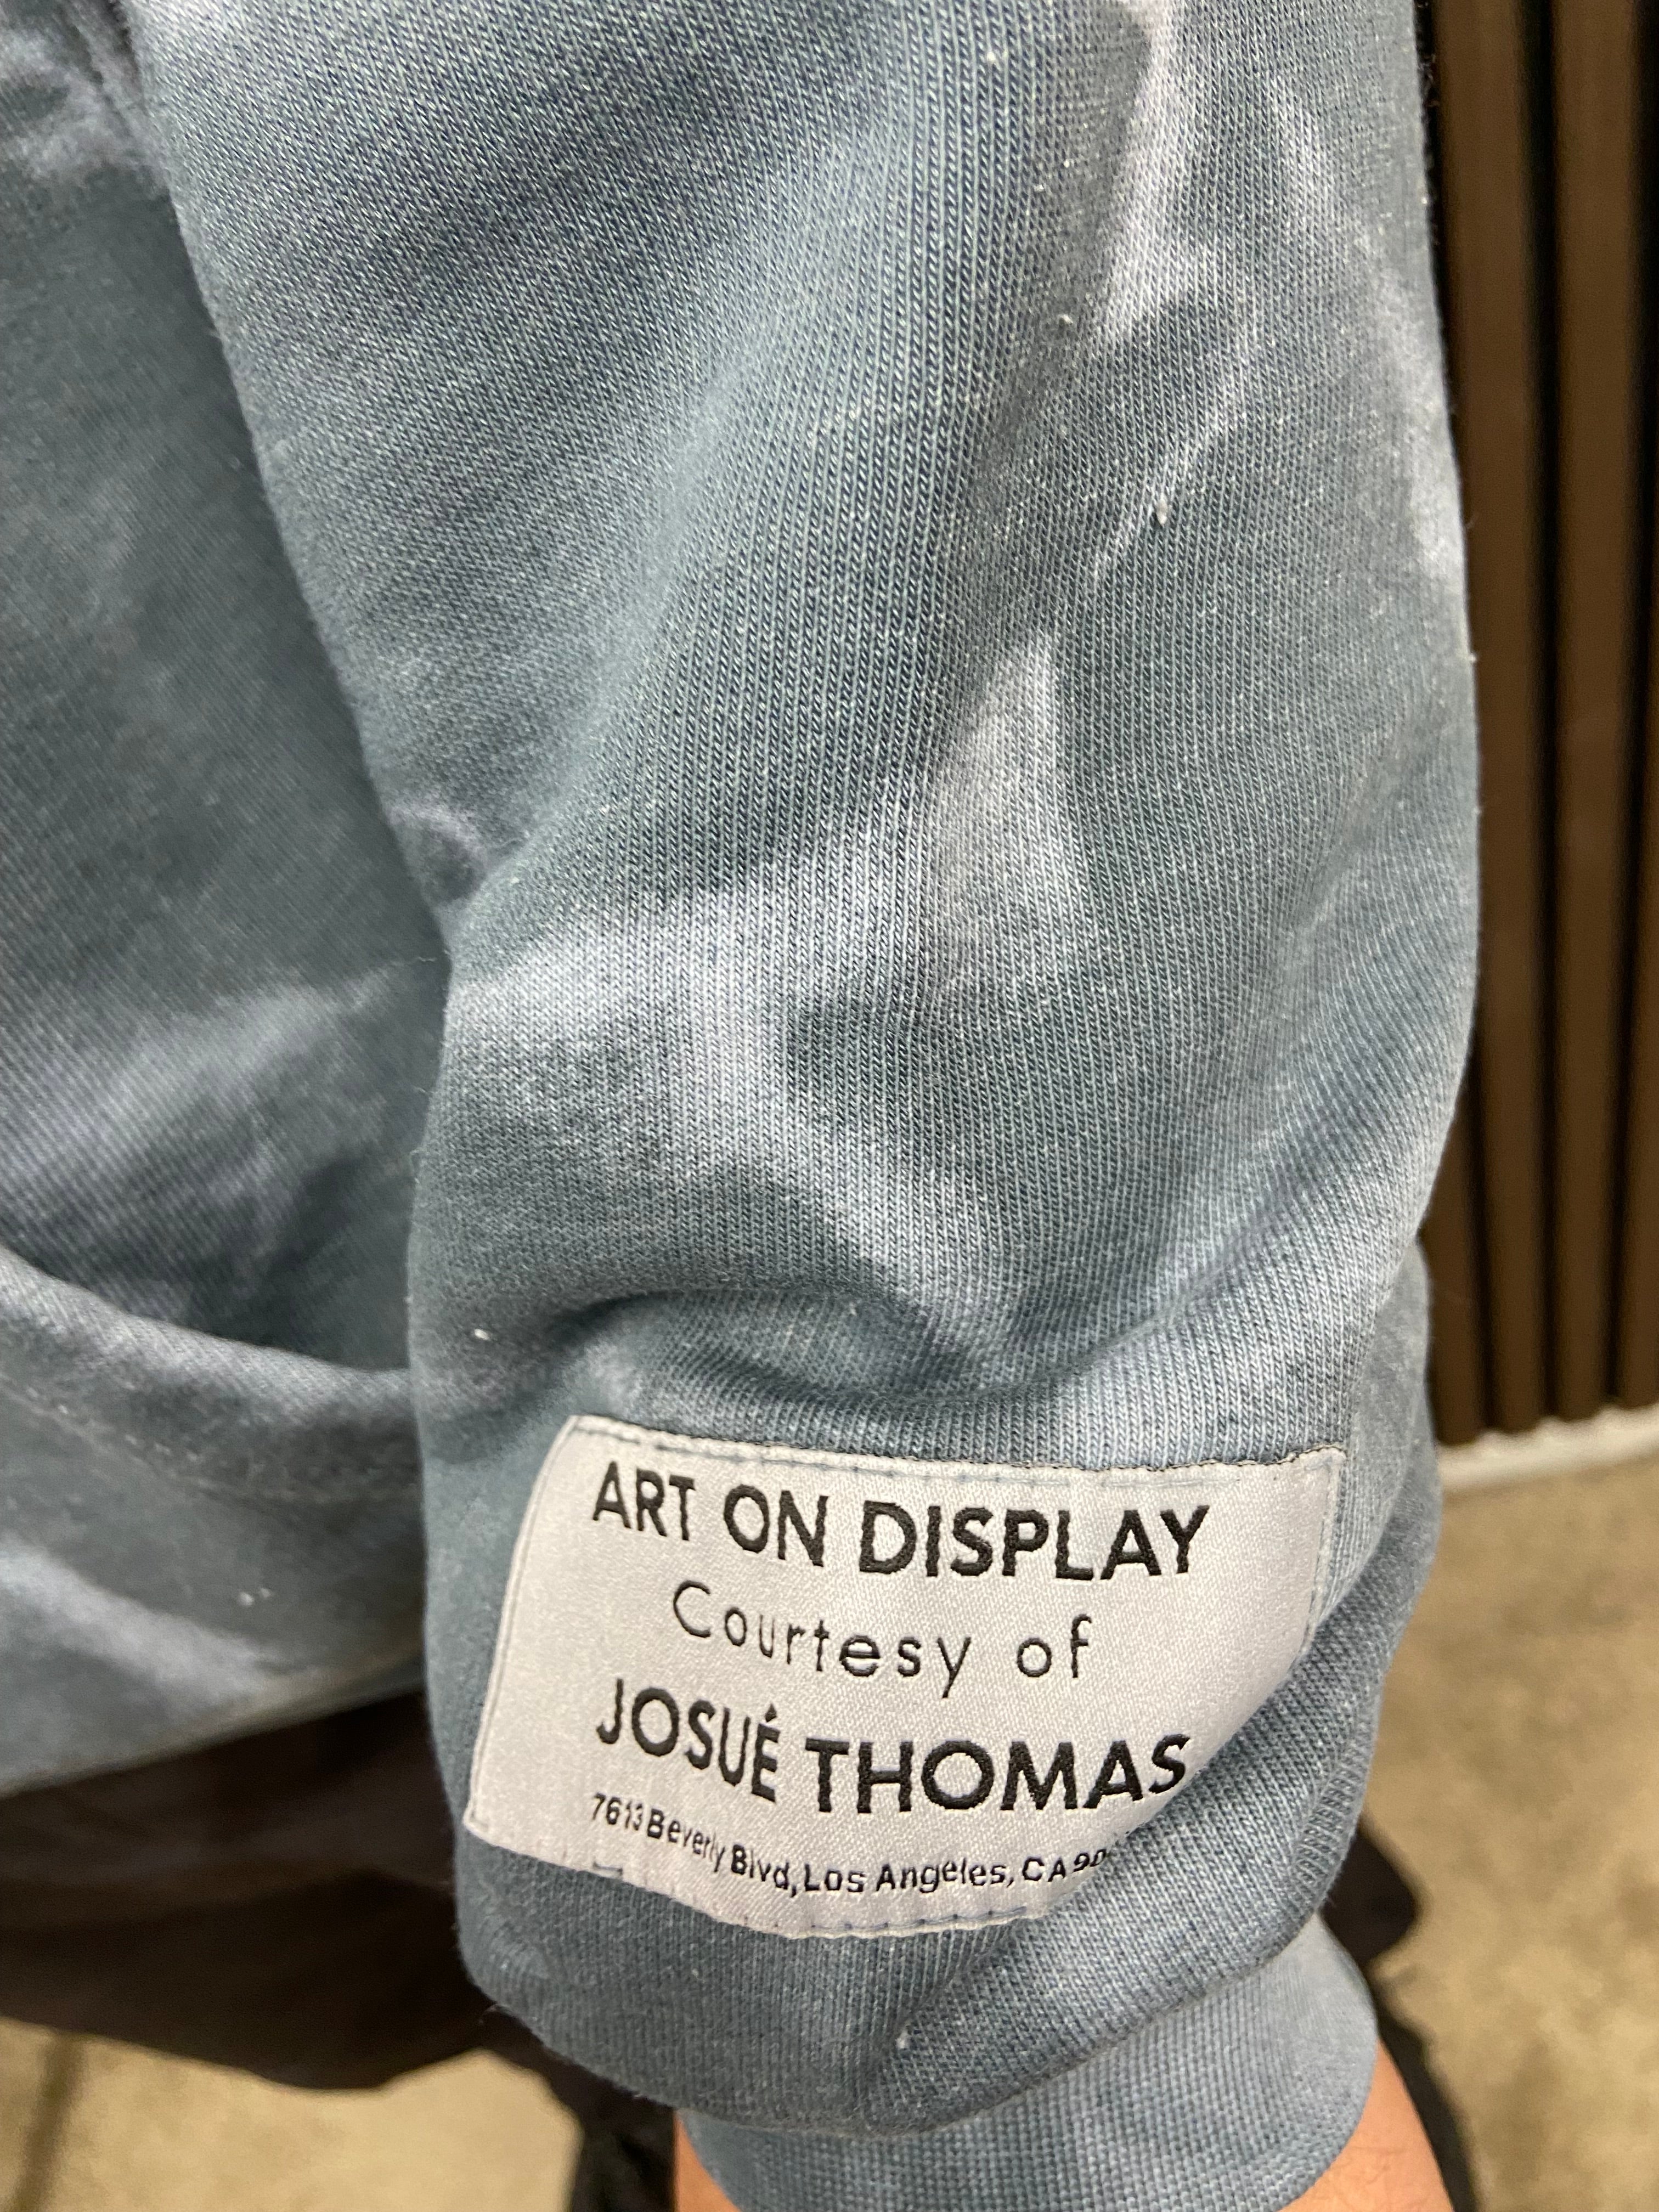 ART ON DISPLAY
Courtesy of
JOSUÉ THOMAS
7613 Beverly Blvd, Los Angeles, CA